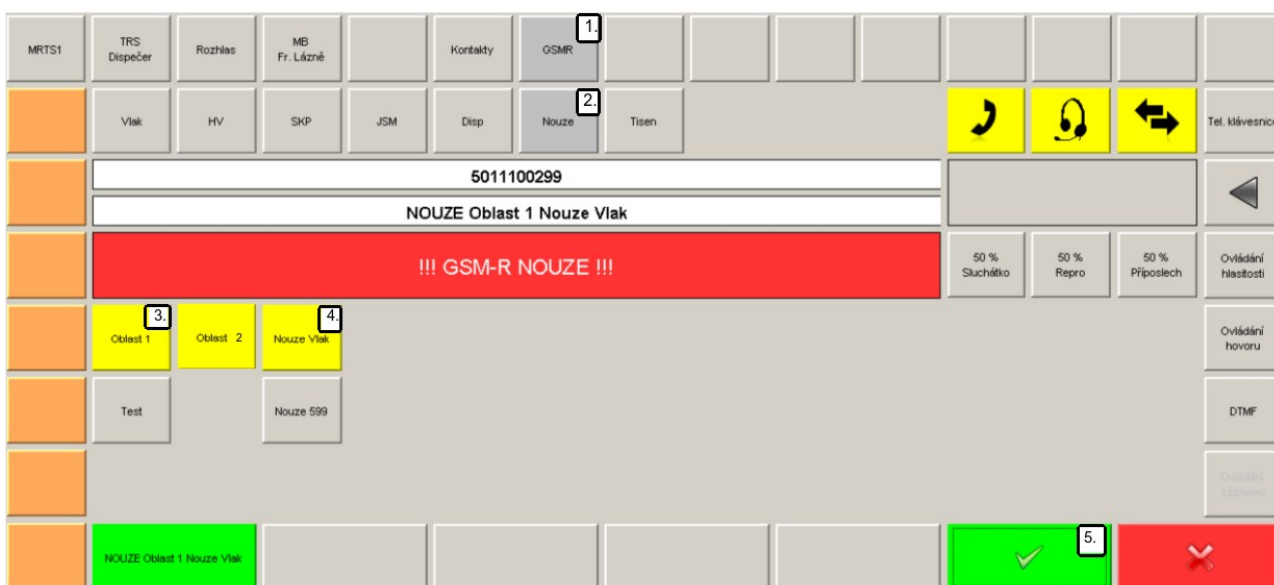 1.
MRTS1
TRS
Dispečer
Rozhlas
MB
Fr. Lázně
Kontakty
GSMR
2.
Vlak
HV
SKP
JSM
Disp
Nouze
Tisen
Tel. klávesnice
5011100299
NOUZE Oblast 1 Nouze Vlak
!!! GSM-R NOUZE !!!
50 %
Sluchátko
50 %
Repro
50 %
Příposlech
Ovládání
hlasitosti
3.
Oblast 1
Oblast 2
4.
Nouze Vlak
Ovládání
hovoru
Test
Nouze 599
DTMF
Ovládání
záznamu
NOUZE Oblast 1 Nouze Vlak
5.